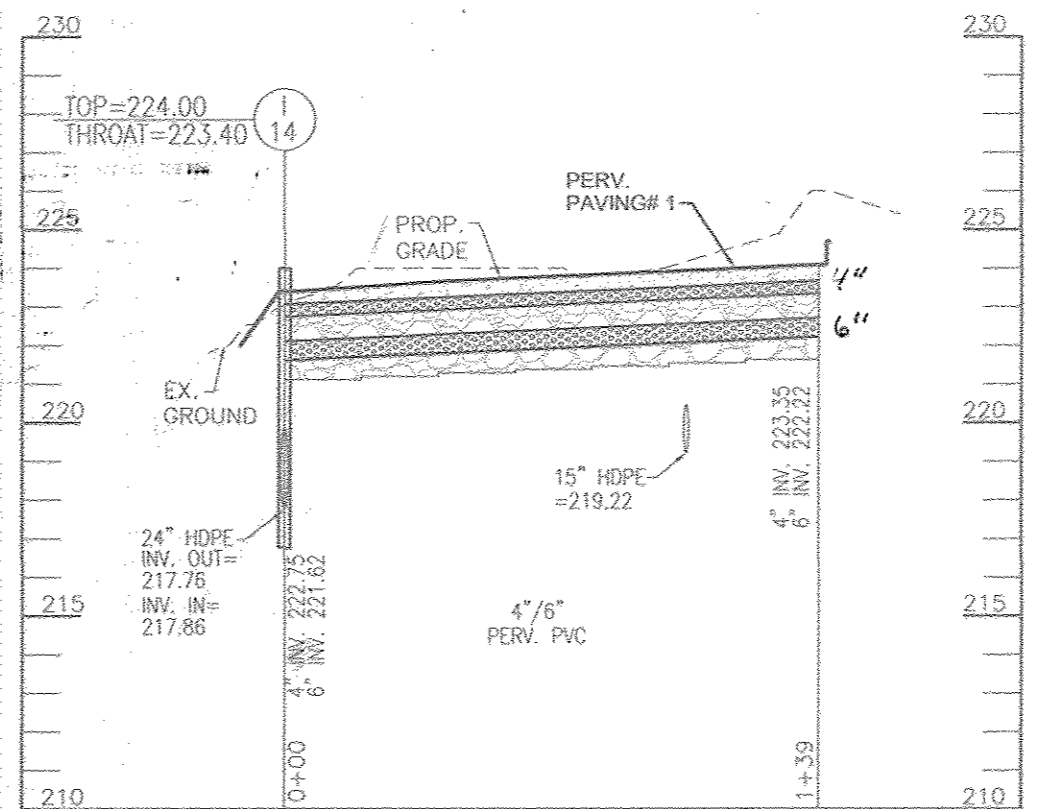 230
230
TOP=224.00
THROAT=223.40
I
14
PERV.
PAVING# 1
225
225
PROP.
GRADE
4"
6"
EX.
GROUND
220
220
15" HDPE
=219.22
4" INV. 223.35
6" INV. 222.22
24" HDPE
INV. OUT=
217.76
INV. IN=
217.86
4" INV. 222.75
6" INV. 221.62
215
215
4"/6"
PERV. PVC
0+00
1+39
210
210